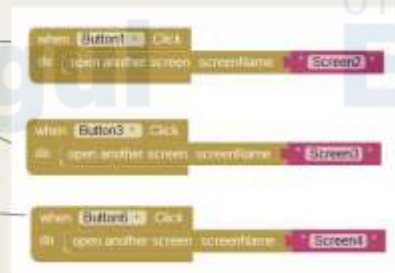 when Button1 Click
do open another screen screenName " Screen2 "
when Button3 Click
do open another screen screenName " Screen3 "
when Button6 Click
do open another screen screenName " Screen4 "